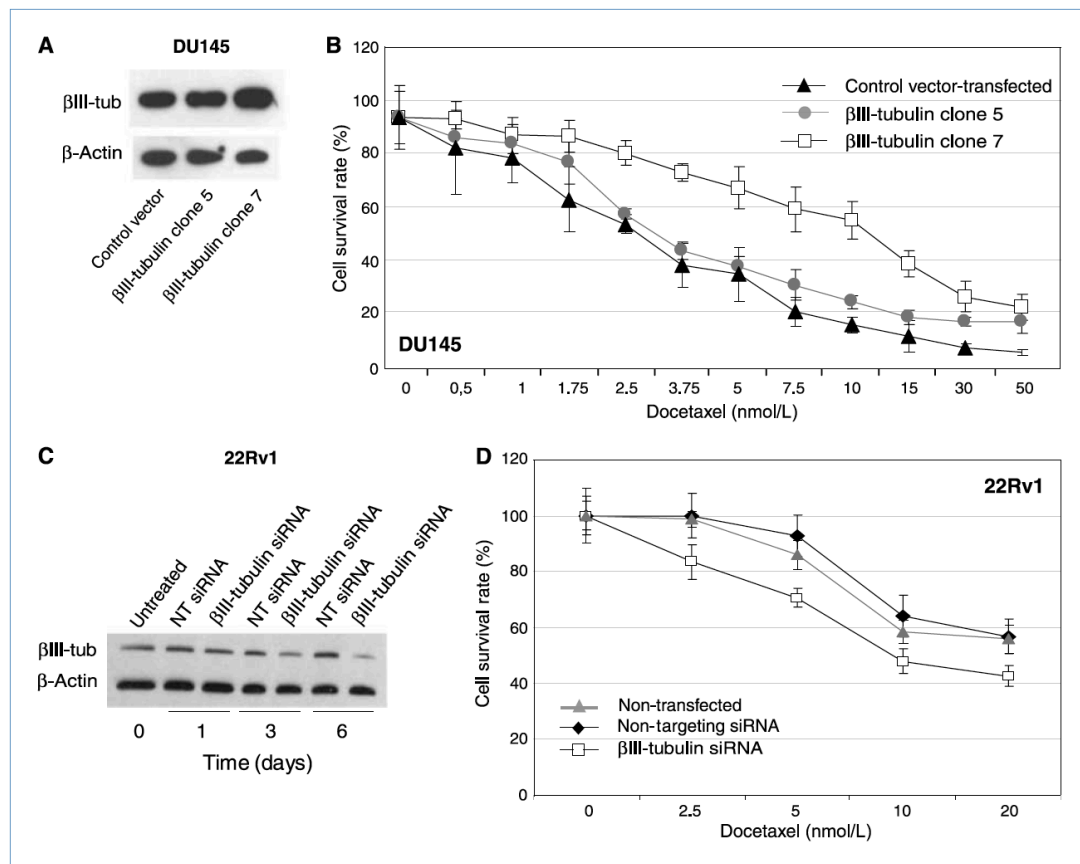 A
DU145
βIII-tub
β-Actin
Control vector
βIII-tubulin clone 5
βIII-tubulin clone 7
B
120
100
80
60
40
20
0
Cell survival rate (%)
Control vector-transfected
βIII-tubulin clone 5
βIII-tubulin clone 7
DU145
0 0,5 1 1.75 2.5 3.75 5 7.5 10 15 30 50
Docetaxel (nmol/L)
C
22Rv1
Untreated
NT siRNA
βIII-tubulin siRNA
NT siRNA
βIII-tubulin siRNA
NT siRNA
βIII-tubulin siRNA
βIII-tub
β-Actin
0 1 3 6
Time (days)
D
120
100
80
60
40
20
0
Cell survival rate (%)
22Rv1
Non-transfected
Non-targeting siRNA
βIII-tubulin siRNA
0 2.5 5 10 20
Docetaxel (nmol/L)